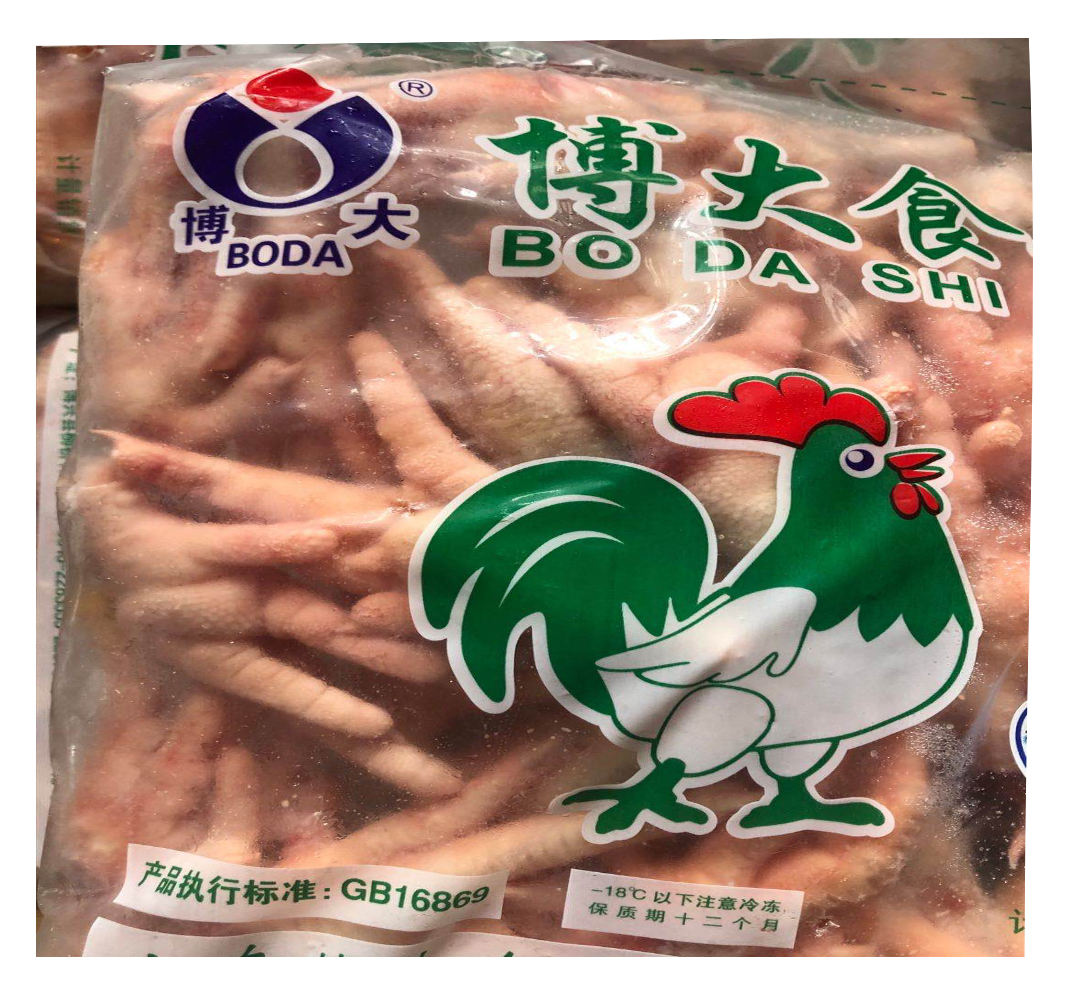 ®
博 大
BODA
博大食
BO DA SHI
产品执行标准：GB16869
-18℃以下注意冷冻，
保质期十二个月